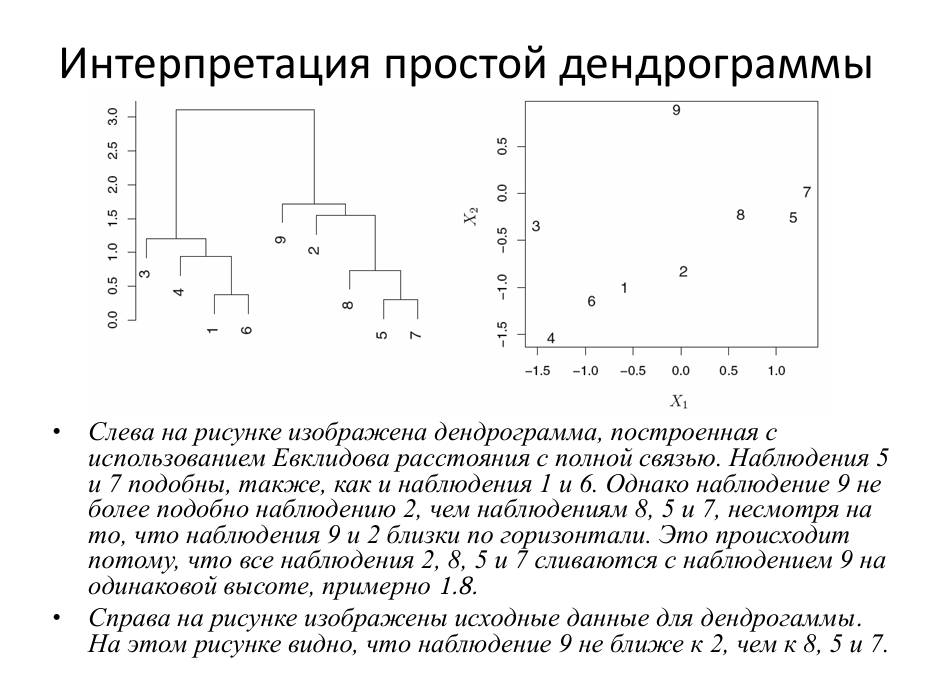 Интерпретация простой дендрограммы
3.0
2.5
2.0
1.5
1.0
0.5
0.0
3
4
1
6
9
2
8
5
7
X₂
0.5
0.0
−0.5
−1.0
−1.5
9
7
8
5
3
2
1
6
4
−1.5 −1.0 −0.5 0.0 0.5 1.0
X₁
• Слева на рисунке изображена дендрограмма, построенная с
использованием Евклидова расстояния с полной связью. Наблюдения 5
и 7 подобны, также, как и наблюдения 1 и 6. Однако наблюдение 9 не
более подобно наблюдению 2, чем наблюдениям 8, 5 и 7, несмотря на
то, что наблюдения 9 и 2 близки по горизонтали. Это происходит
потому, что все наблюдения 2, 8, 5 и 7 сливаются с наблюдением 9 на
одинаковой высоте, примерно 1.8.
• Справа на рисунке изображены исходные данные для дендрогаммы.
На этом рисунке видно, что наблюдение 9 не ближе к 2, чем к 8, 5 и 7.